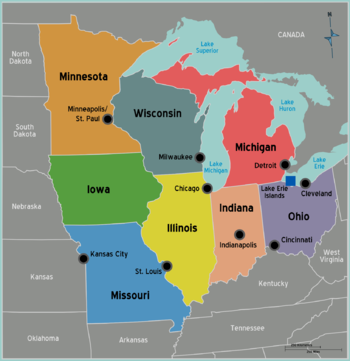 CANADA
N
Lake
Superior
North
Dakota
Minnesota
Minneapolis/
St. Paul
Wisconsin
Lake
Huron
South
Dakota
Michigan
Milwaukee
Lake
Michigan
Detroit
Lake
Erie
Iowa
Chicago
Lake Erie
Islands
Cleveland
Nebraska
Illinois
Indiana
Ohio
Indianapolis
Cincinnati
Kansas City
St. Louis
West
Virginia
Kansas
Missouri
Kentucky
Oklahoma
Arkansas
Tennessee